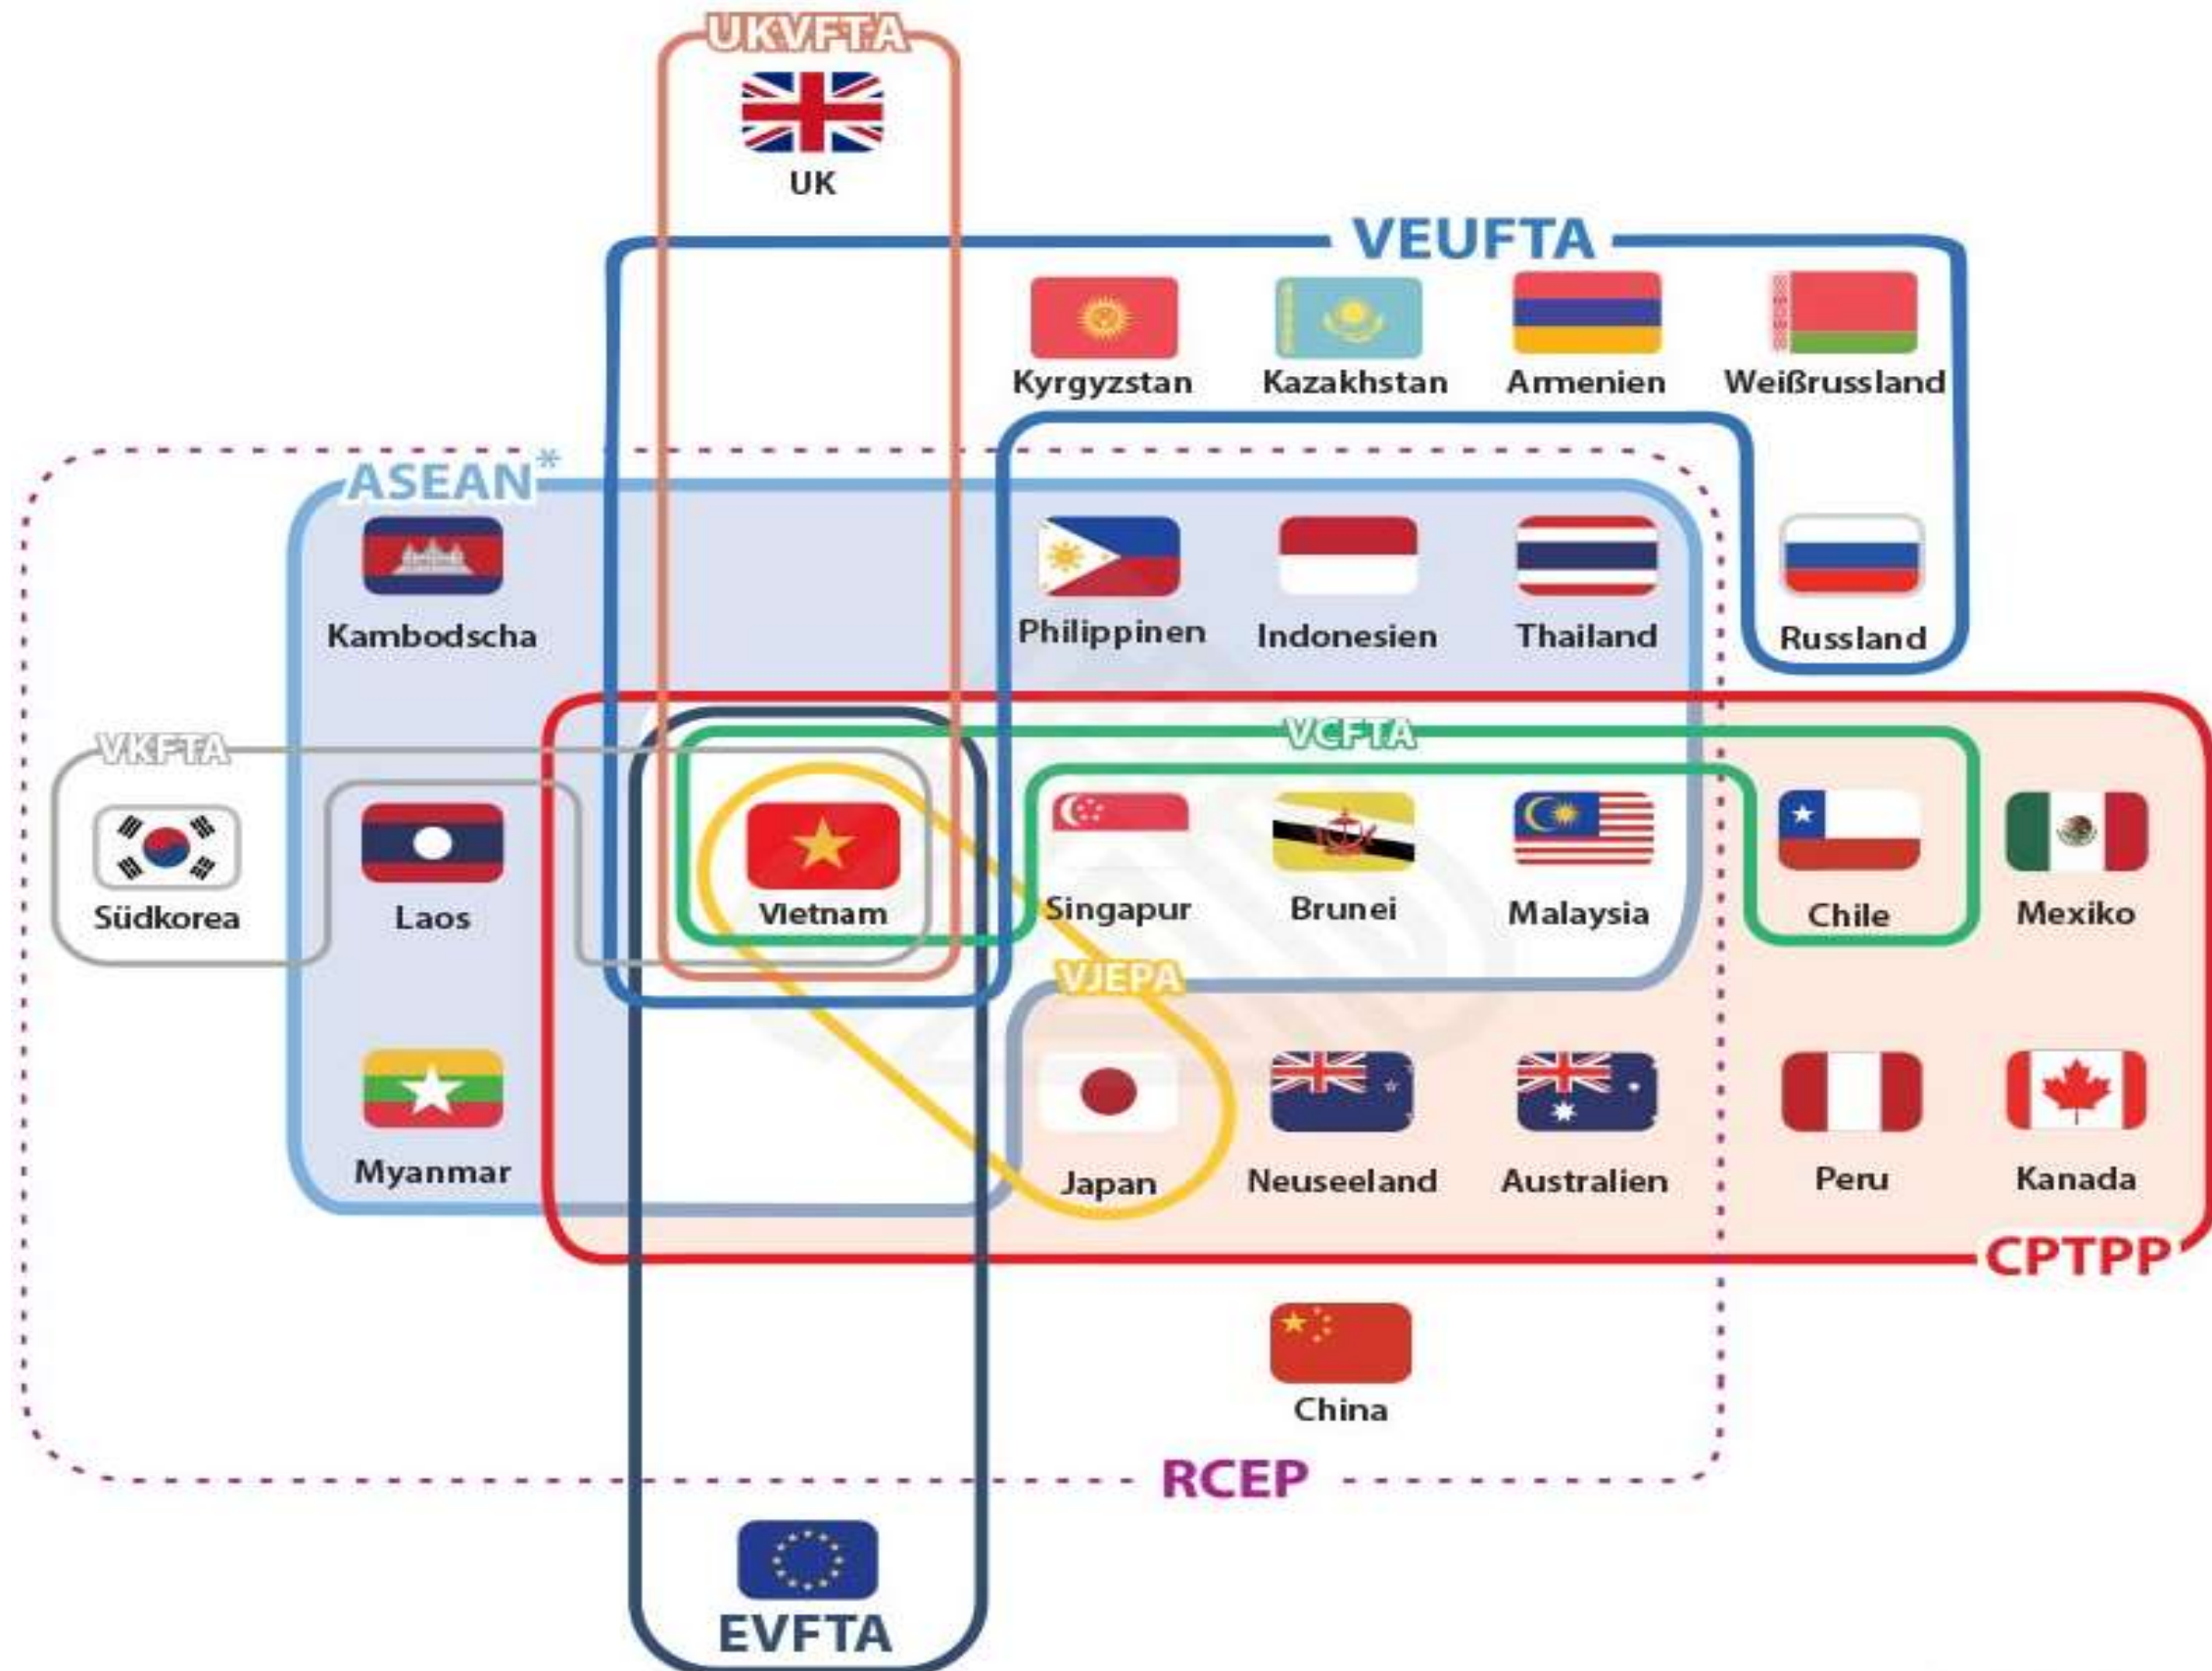 UKVFTA
UK
VEUFTA
Kyrgyzstan Kazakhstan Armenien Weißrussland
ASEAN*
Kambodscha Philippinen Indonesien Thailand Russland
VKFTA VCFTA
Südkorea Laos Vietnam Singapur Brunei Malaysia Chile Mexiko
VJEPA
Myanmar Japan Neuseeland Australien Peru Kanada
CPTPP
China
RCEP
EVFTA